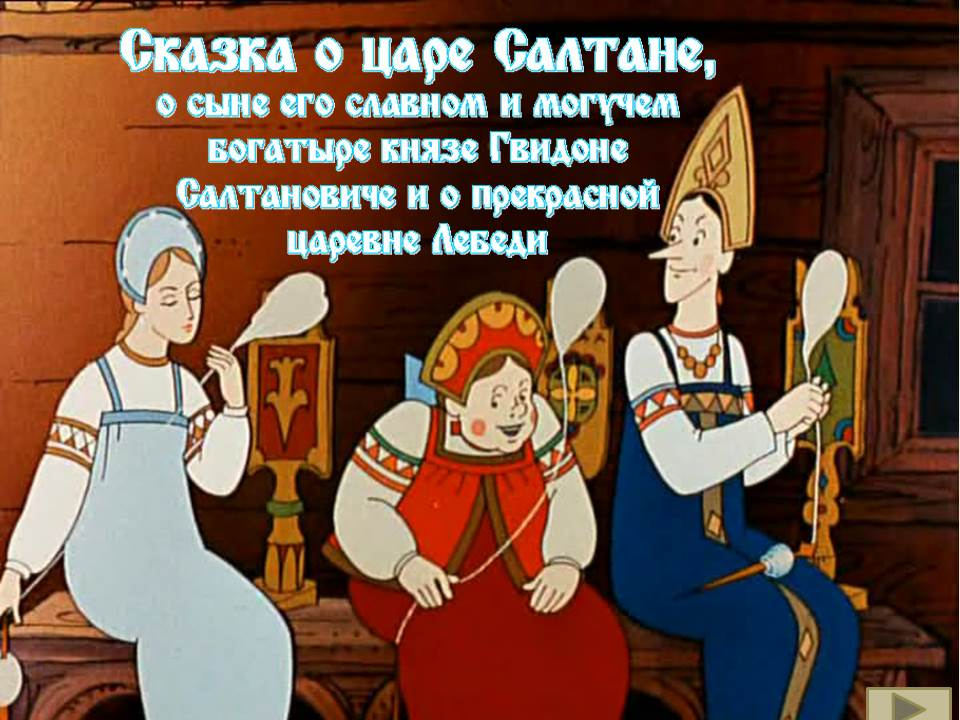 Сказка о царе Салтане,
о сыне его славном и могучем
богатыре князе Гвидоне
Салтановиче и о прекрасной
царевне Лебеди